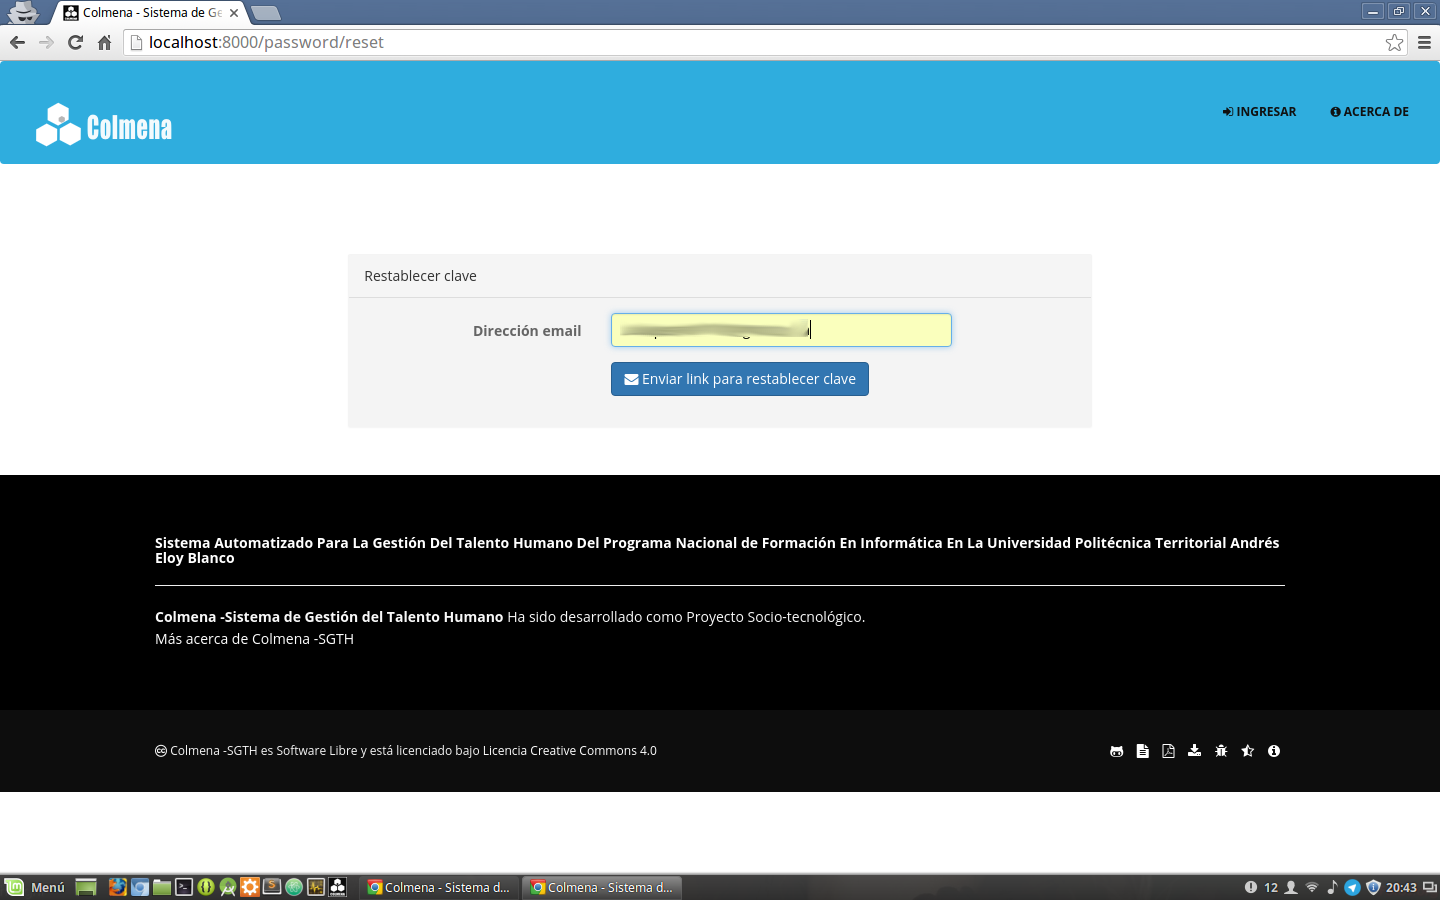 Colmena - Sistema de Ge
localhost:8000/password/reset
Colmena
INGRESAR
ACERCA DE
Restablecer clave
Dirección email
Enviar link para restablecer clave
Sistema Automatizado Para La Gestión Del Talento Humano Del Programa Nacional de Formación En Informática En La Universidad Politécnica Territorial Andrés
Eloy Blanco
Colmena -Sistema de Gestión del Talento Humano Ha sido desarrollado como Proyecto Socio-tecnológico.
Más acerca de Colmena -SGTH
Colmena -SGTH es Software Libre y está licenciado bajo Licencia Creative Commons 4.0
Menú
Colmena - Sistema d...
Colmena - Sistema d...
12
20:43